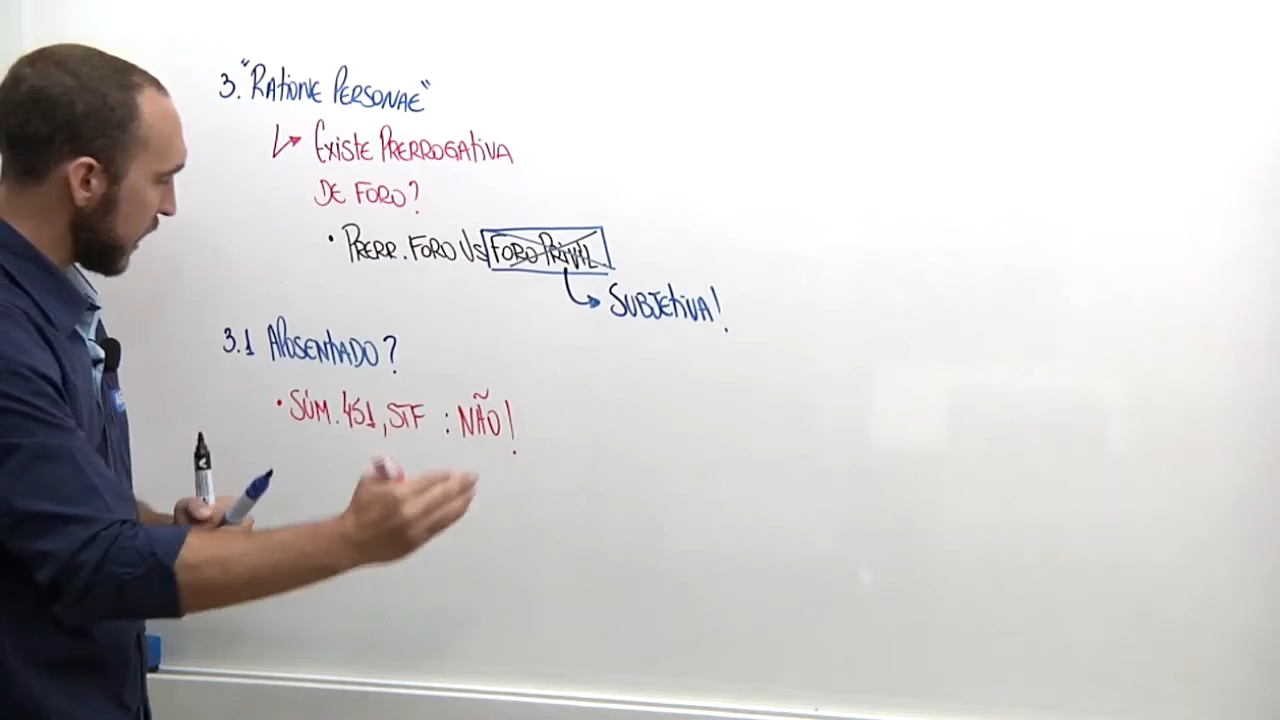 3. "RATIONE PERSONAE"
↳ EXISTE PRERROGATIVA
DE FORO?
• PRERR. FORO VS FORO PRIVIL
SUBJETIVA!
3.1 APOSENTADO?
• SÚM. 451, STF : NÃO!